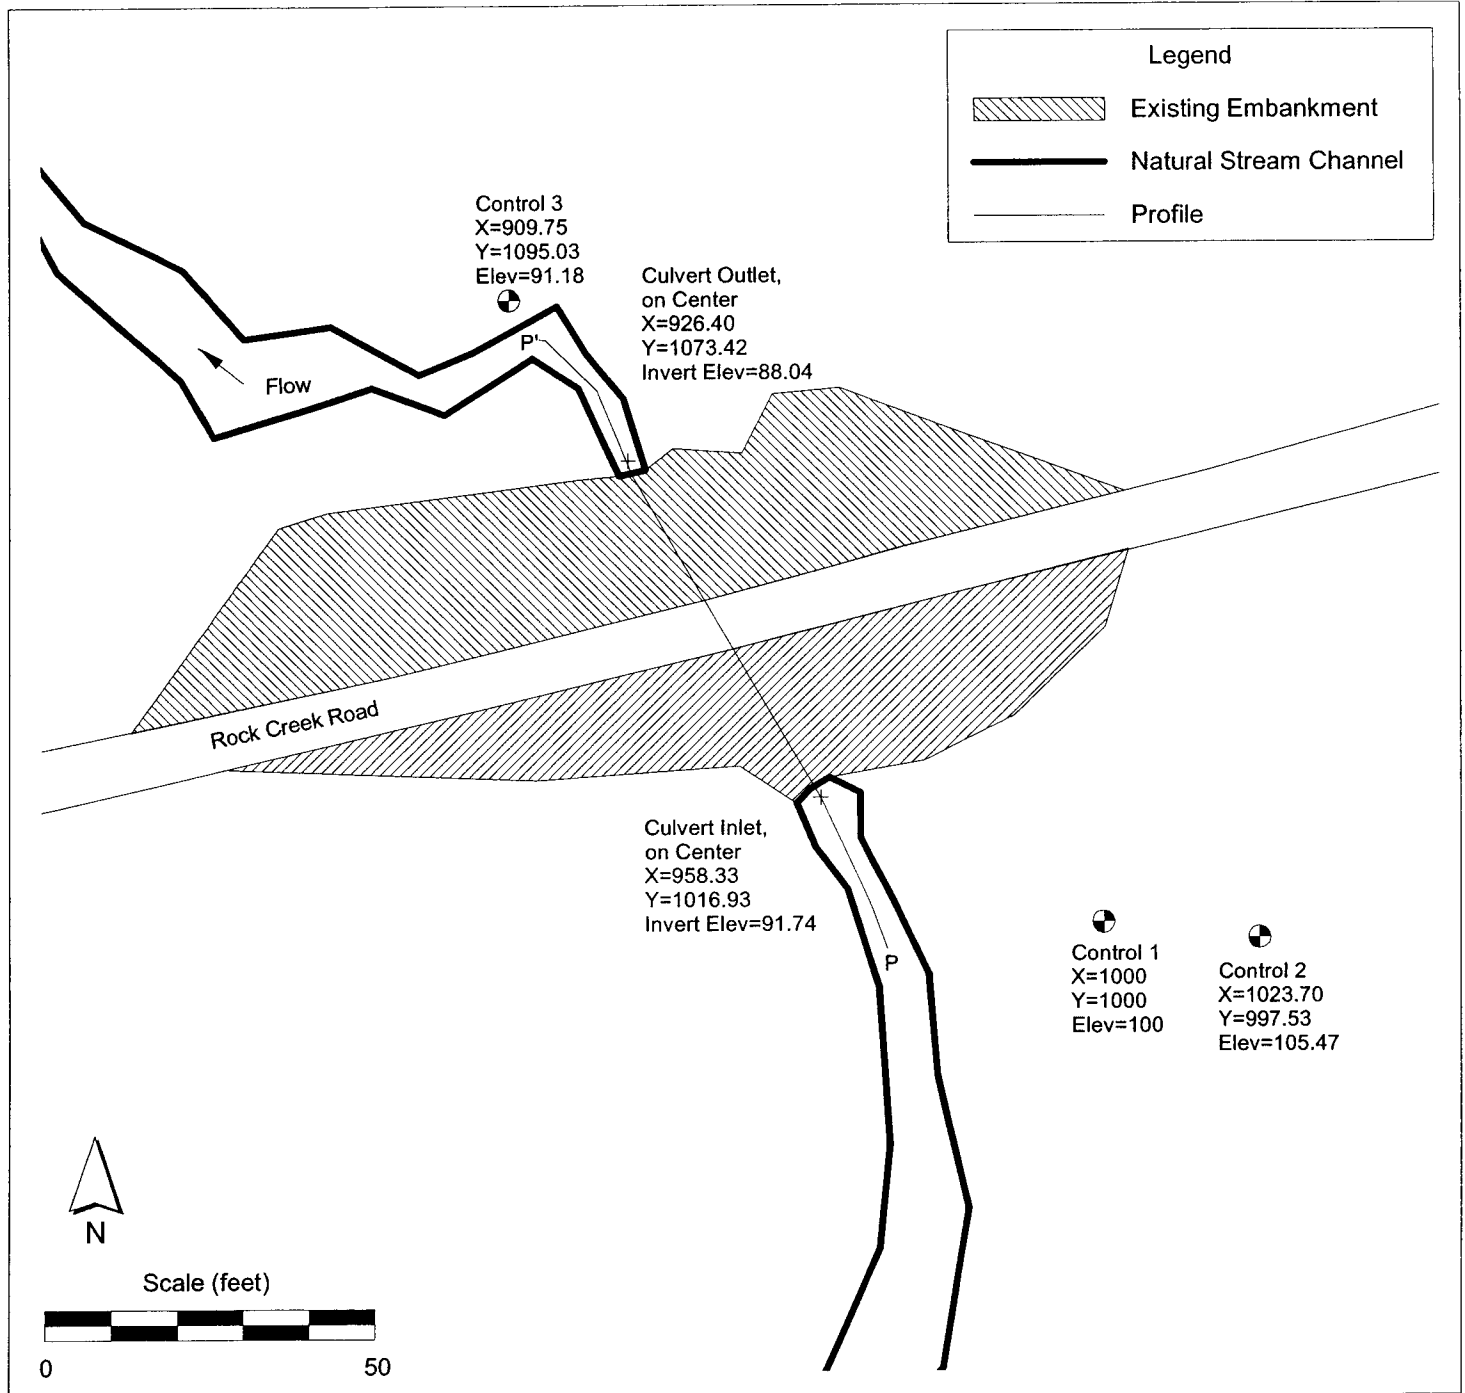 Legend
Existing Embankment
Natural Stream Channel
Profile
Control 3
X=909.75
Y=1095.03
Elev=91.18
Culvert Outlet,
on Center
X=926.40
Y=1073.42
Invert Elev=88.04
P'
Flow
Rock Creek Road
Culvert Inlet,
on Center
X=958.33
Y=1016.93
Invert Elev=91.74
P
Control 1
X=1000
Y=1000
Elev=100
Control 2
X=1023.70
Y=997.53
Elev=105.47
N
Scale (feet)
0 50